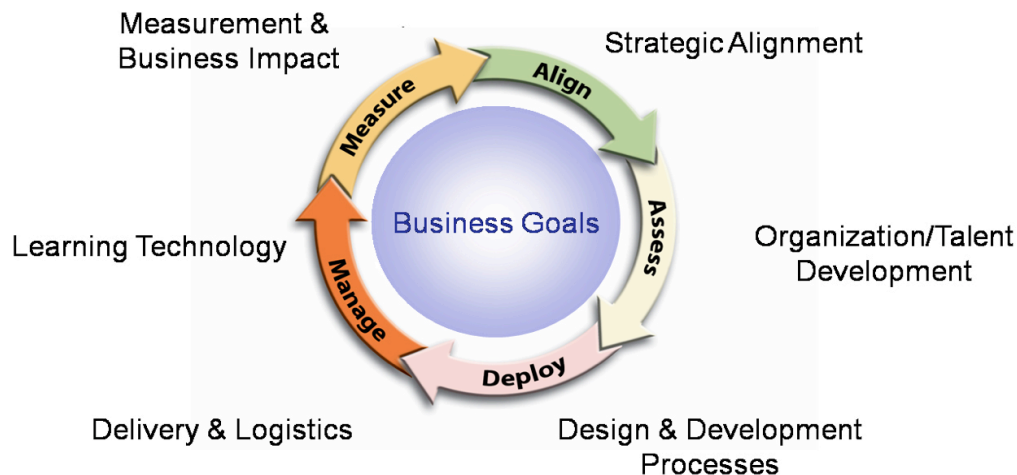 Measurement &
Business Impact
Strategic Alignment
Align
Measure
Assess
Business Goals
Learning Technology
Organization/Talent
Development
Manage
Deploy
Delivery & Logistics
Design & Development
Processes